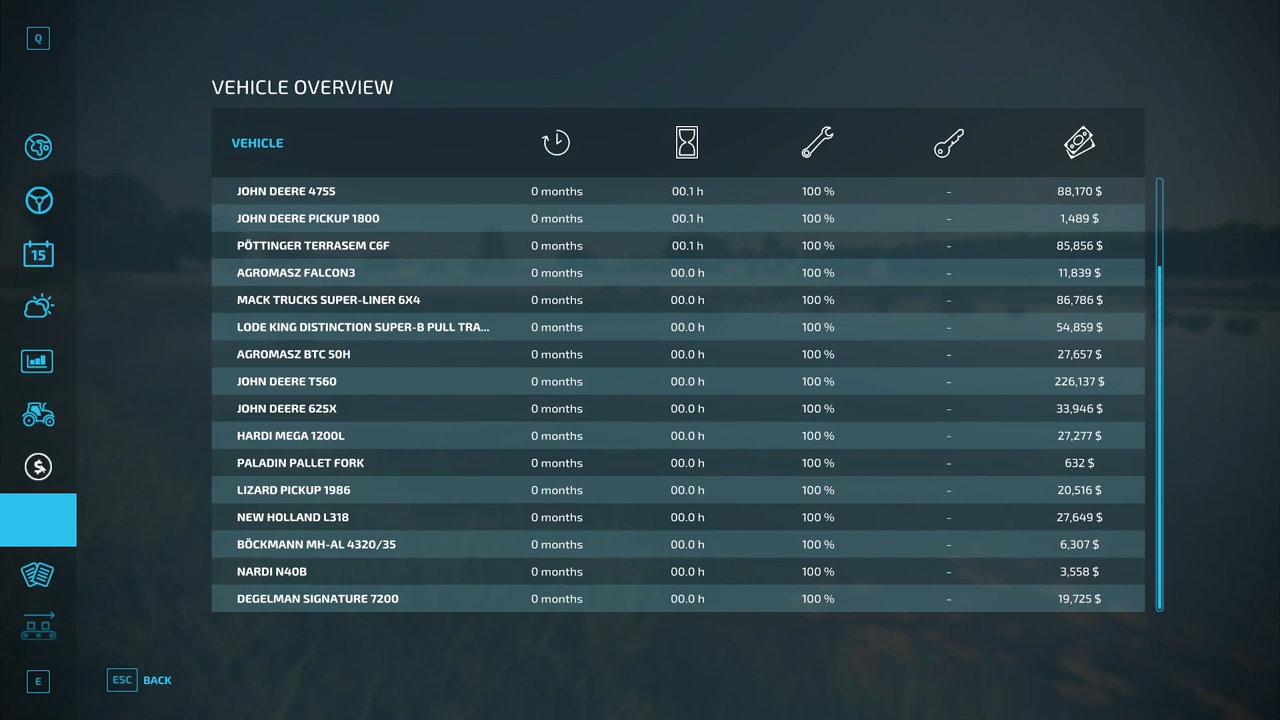 Q
VEHICLE OVERVIEW
VEHICLE
JOHN DEERE 4755 0 months 00.1 h 100 % - 88,170 $
JOHN DEERE PICKUP 1800 0 months 00.1 h 100 % - 1,489 $
PÖTTINGER TERRASEM C6F 0 months 00.1 h 100 % - 85,856 $
15
AGROMASZ FALCON3 0 months 00.0 h 100 % - 11,839 $
MACK TRUCKS SUPER-LINER 6X4 0 months 00.0 h 100 % - 86,786 $
LODE KING DISTINCTION SUPER-B PULL TRA... 0 months 00.0 h 100 % - 54,859 $
AGROMASZ BTC 50H 0 months 00.0 h 100 % - 27,657 $
JOHN DEERE T560 0 months 00.0 h 100 % - 226,137 $
JOHN DEERE 625X 0 months 00.0 h 100 % - 33,946 $
HARDI MEGA 1200L 0 months 00.0 h 100 % - 27,277 $
PALADIN PALLET FORK 0 months 00.0 h 100 % - 632 $
$
LIZARD PICKUP 1986 0 months 00.0 h 100 % - 20,516 $
NEW HOLLAND L318 0 months 00.0 h 100 % - 27,649 $
BÖCKMANN MH-AL 4320/35 0 months 00.0 h 100 % - 6,307 $
NARDI N40B 0 months 00.0 h 100 % - 3,558 $
DEGELMAN SIGNATURE 7200 0 months 00.0 h 100 % - 19,725 $
E
ESC BACK